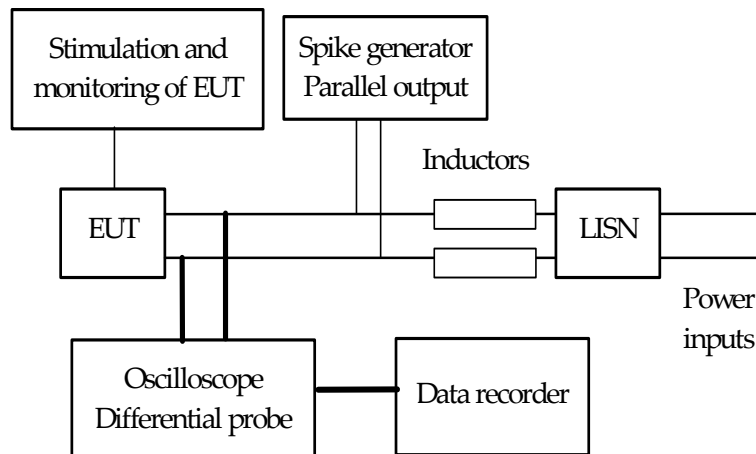 Stimulation and
monitoring of EUT
Spike generator
Parallel output
Inductors
EUT
LISN
Power
inputs
Oscilloscope
Differential probe
Data recorder